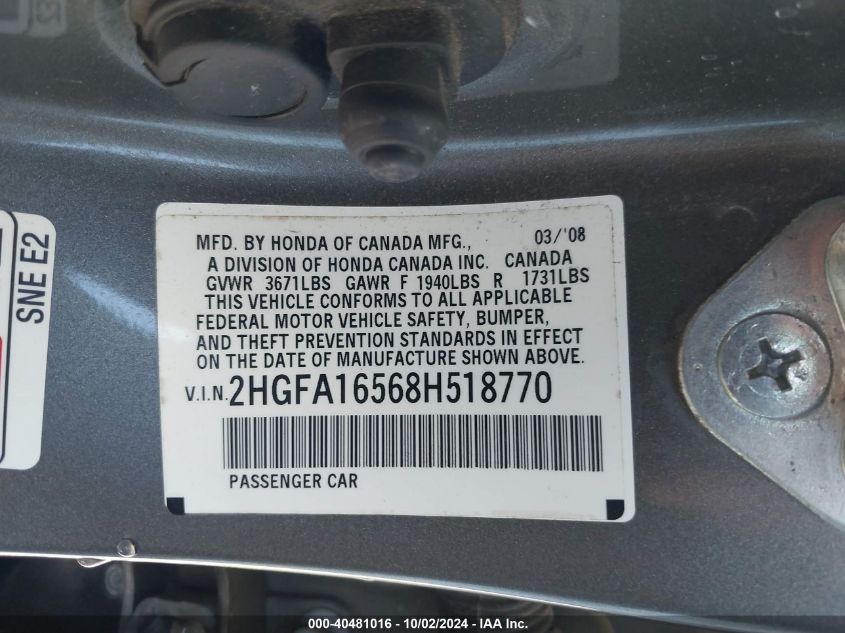 MFD. BY HONDA OF CANADA MFG., 03/'08
A DIVISION OF HONDA CANADA INC. CANADA
GVWR 3671LBS GAWR F 1940LBS R 1731LBS
THIS VEHICLE CONFORMS TO ALL APPLICABLE
FEDERAL MOTOR VEHICLE SAFETY, BUMPER,
AND THEFT PREVENTION STANDARDS IN EFFECT
ON THE DATE OF MANUFACTURE SHOWN ABOVE.
V.I.N. 2HGFA16568H518770
PASSENGER CAR
SNE E2
000-40481016 - 10/02/2024 - IAA Inc.